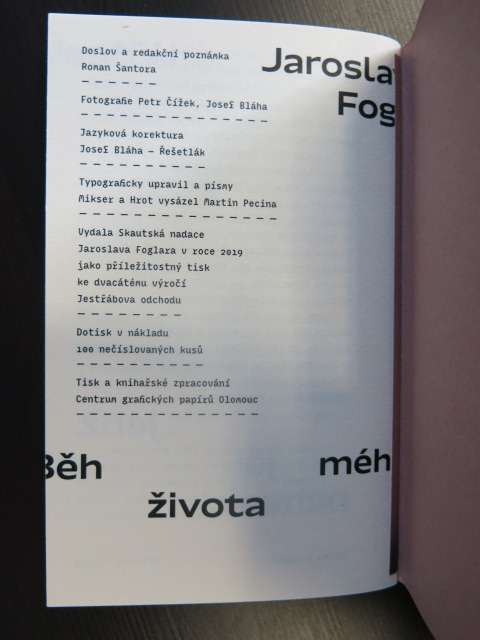 Doslov a redakční poznámka
Roman Šantora
Jarosla
Fog
Fotografie Petr Čížek, Josef Bláha
Jazyková korektura
Josef Bláha – Řešetlák
Typograficky upravil a písmy
Mikser a Hrot vysázel Martin Pecina
Vydala Skautská nadace
Jaroslava Foglara v roce 2019
jako příležitostný tisk
ke dvacátému výročí
Jestřábova odchodu
Dotisk v nákladu
100 nečíslovaných kusů
Tisk a knihařské zpracování
Centrum grafických papírů Olomouc
Běh
méh
života